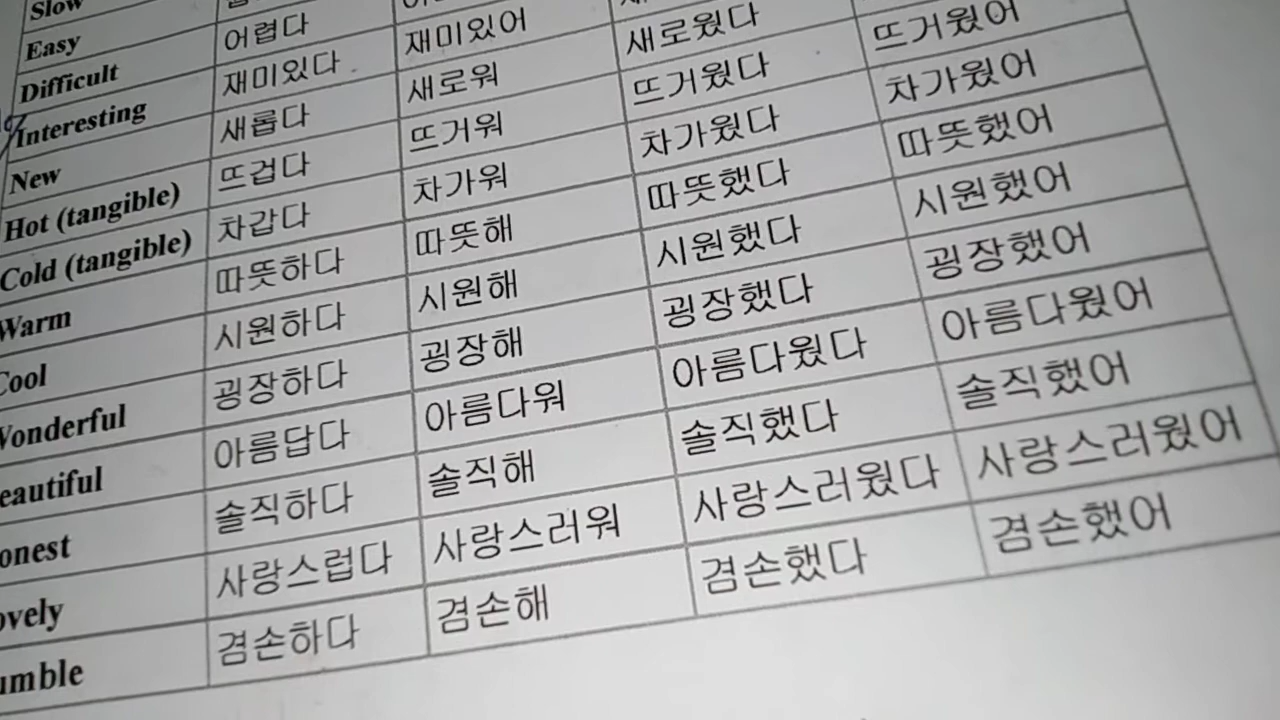 Slow
Easy
Difficult 어렵다
Interesting 재미있다 재미있어
New 새롭다 새로워 새로웠다
Hot (tangible) 뜨겁다 뜨거워 뜨거웠다 뜨거웠어
Cold (tangible) 차갑다 차가워 차가웠다 차가웠어
Warm 따뜻하다 따뜻해 따뜻했다 따뜻했어
Cool 시원하다 시원해 시원했다 시원했어
Wonderful 굉장하다 굉장해 굉장했다 굉장했어
eautiful 아름답다 아름다워 아름다웠다 아름다웠어
onest 솔직하다 솔직해 솔직했다 솔직했어
ovely 사랑스럽다 사랑스러워 사랑스러웠다 사랑스러웠어
umble 겸손하다 겸손해 겸손했다 겸손했어